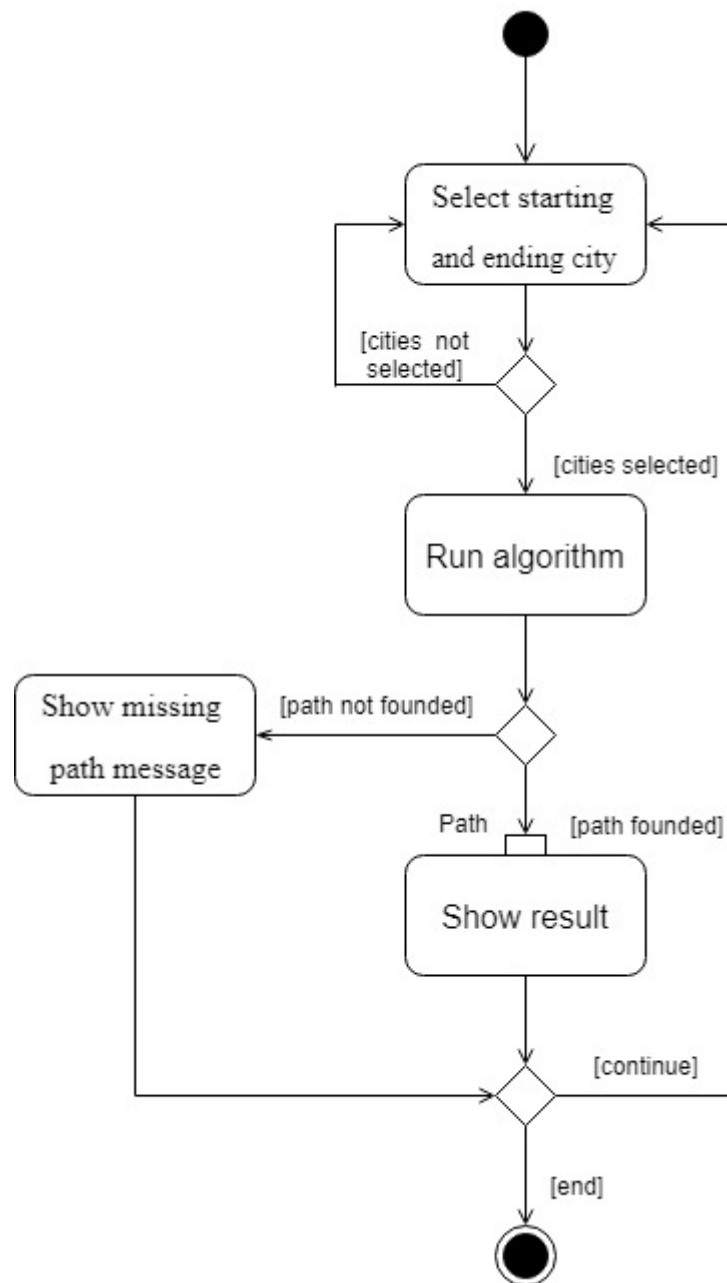 Select starting
and ending city
[cities not
selected]
[cities selected]
Run algorithm
Show missing
path message
[path not founded]
Path
[path founded]
Show result
[continue]
[end]